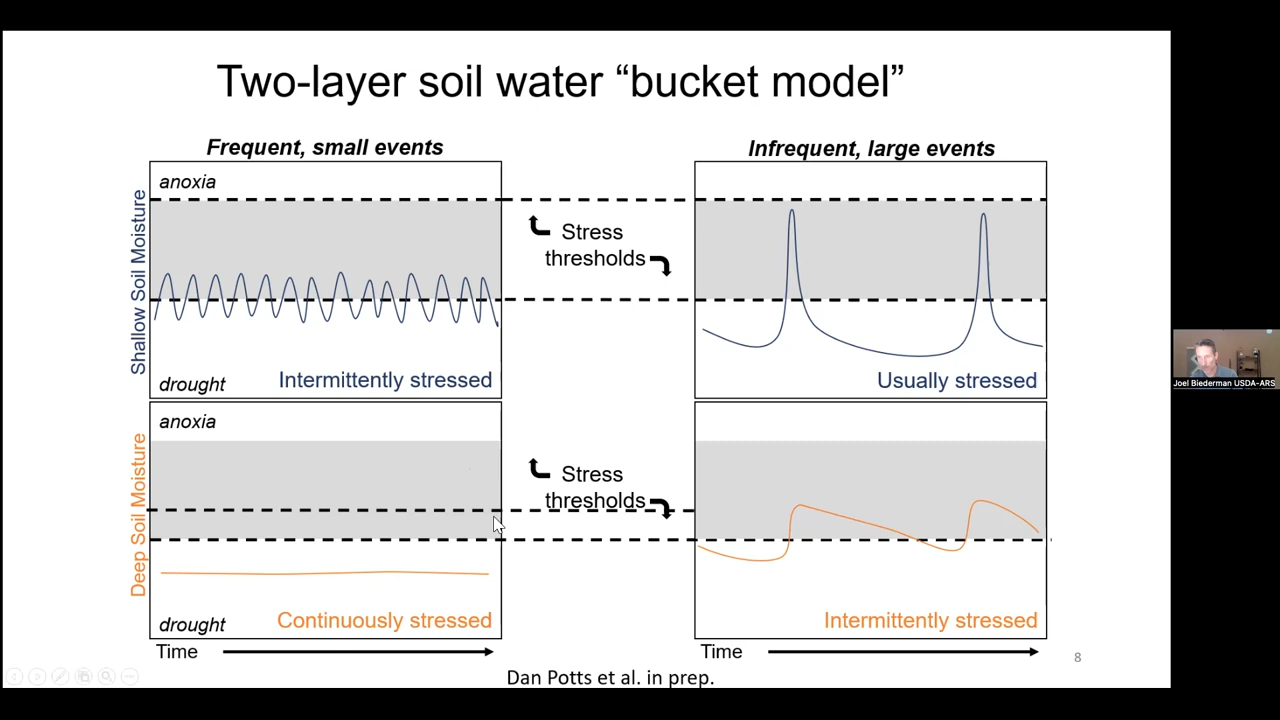 Two-layer soil water “bucket model”
Frequent, small events
Infrequent, large events
Shallow Soil Moisture
anoxia
drought
Intermittently stressed
Stress
thresholds
Usually stressed
Deep Soil Moisture
anoxia
drought
Continuously stressed
Stress
thresholds
Intermittently stressed
Time
Time
Dan Potts et al. in prep.
8
Joel Biederman USDA-ARS